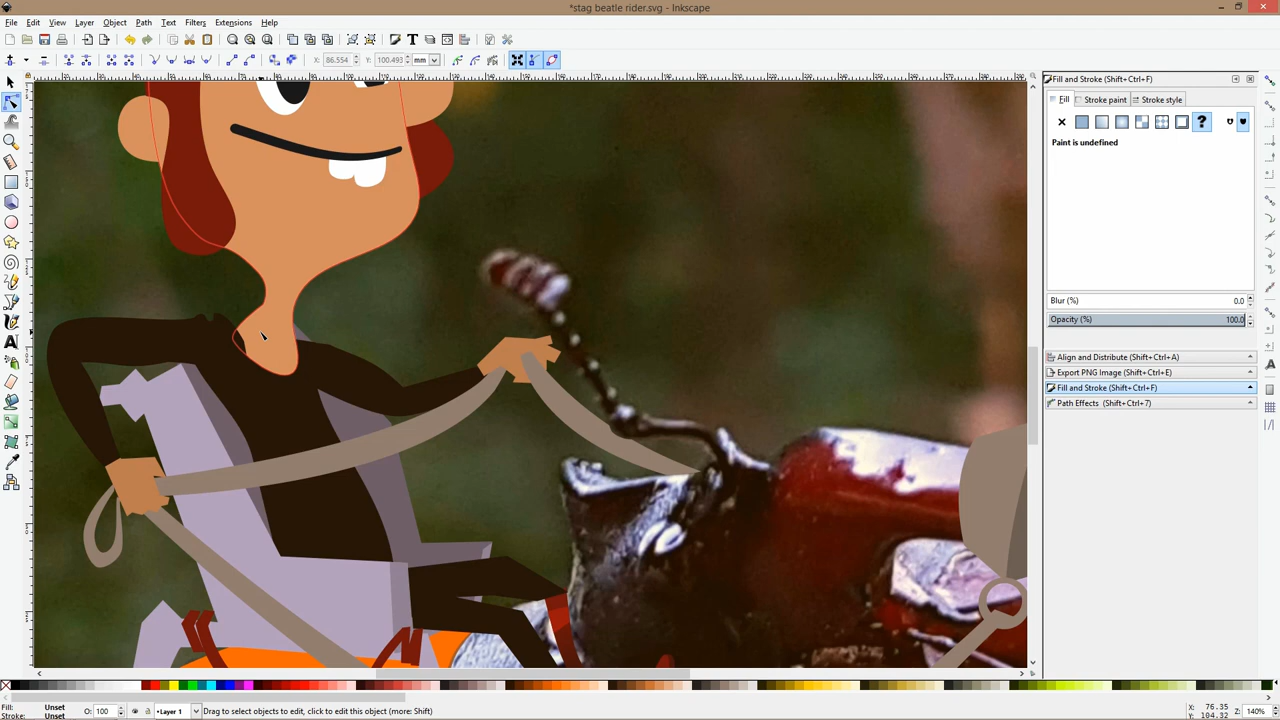 *stag beatle rider.svg - Inkscape
File Edit View Layer Object Path Text Filters Extensions Help
X: 86.554 Y: 100.493 mm
Fill and Stroke (Shift+Ctrl+F)
Fill Stroke paint Stroke style
?
Paint is undefined
Blur (%) 0.0
Opacity (%) 100.0
Align and Distribute (Shift+Ctrl+A)
Export PNG Image (Shift+Ctrl+E)
Fill and Stroke (Shift+Ctrl+F)
Path Effects (Shift+Ctrl+7)
Fill: Unset
Stroke: Unset
O: 100
Layer 1
Drag to select objects to edit, click to edit this object (more: Shift)
X: 76.35
Y: 104.32
Z: 140%